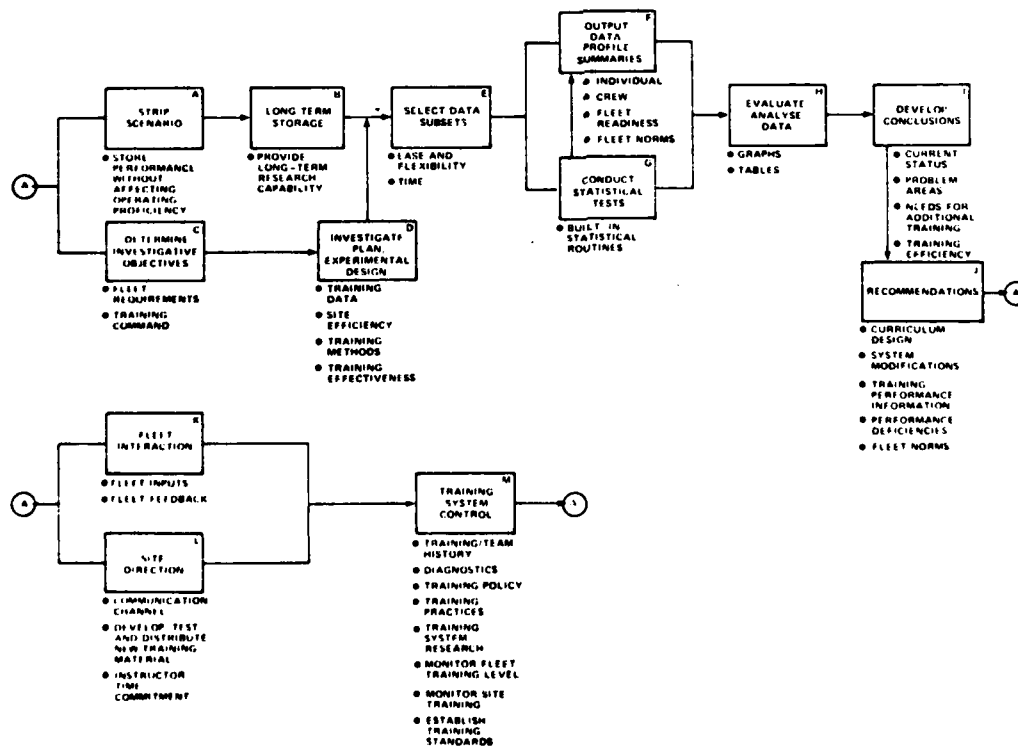 A
STRIP
SCENARIO
● STORE
PERFORMANCE
WITHOUT
AFFECTING
OPERATING
PROFICIENCY
B
LONG TERM
STORAGE
● PROVIDE
LONG-TERM
RESEARCH
CAPABILITY
E
SELECT DATA
SUBSETS
● EASE AND
FLEXIBILITY
● TIME
F
OUTPUT
DATA
PROFILE
SUMMARIES
● INDIVIDUAL
● CREW
● FLEET
READINESS
● FLEET NORMS
G
CONDUCT
STATISTICAL
TESTS
● BUILT IN
STATISTICAL
ROUTINES
H
EVALUATE
ANALYSE
DATA
● GRAPHS
● TABLES
I
DEVELOP
CONCLUSIONS
● CURRENT
STATUS
● PROBLEM
AREAS
● NEEDS FOR
ADDITIONAL
TRAINING
● TRAINING
EFFICIENCY
A
C
DETERMINE
INVESTIGATIVE
OBJECTIVES
● FLEET
REQUIREMENTS
● TRAINING
COMMAND
D
INVESTIGATE
PLAN,
EXPERIMENTAL
DESIGN
● TRAINING
DATA
● SITE
EFFICIENCY
● TRAINING
METHODS
● TRAINING
EFFECTIVENESS
J
RECOMMENDATIONS
A
● CURRICULUM
DESIGN
● SYSTEM
MODIFICATIONS
● TRAINING
PERFORMANCE
INFORMATION
● PERFORMANCE
DEFICIENCIES
● FLEET NORMS
K
FLEET
INTERACTION
● FLEET INPUTS
● FLEET FEEDBACK
A
L
SITE
DIRECTION
● COMMUNICATION
CHANNEL
● DEVELOP TEST
AND DISTRIBUTE
NEW TRAINING
MATERIAL
● INSTRUCTOR
TIME
COMMITMENT
M
TRAINING
SYSTEM
CONTROL
● TRAINING/TEAM
HISTORY
● DIAGNOSTICS
● TRAINING POLICY
● TRAINING
PRACTICES
● TRAINING
SYSTEM
RESEARCH
● MONITOR FLEET
TRAINING LEVEL
● MONITOR SITE
TRAINING
● ESTABLISH
TRAINING
STANDARDS